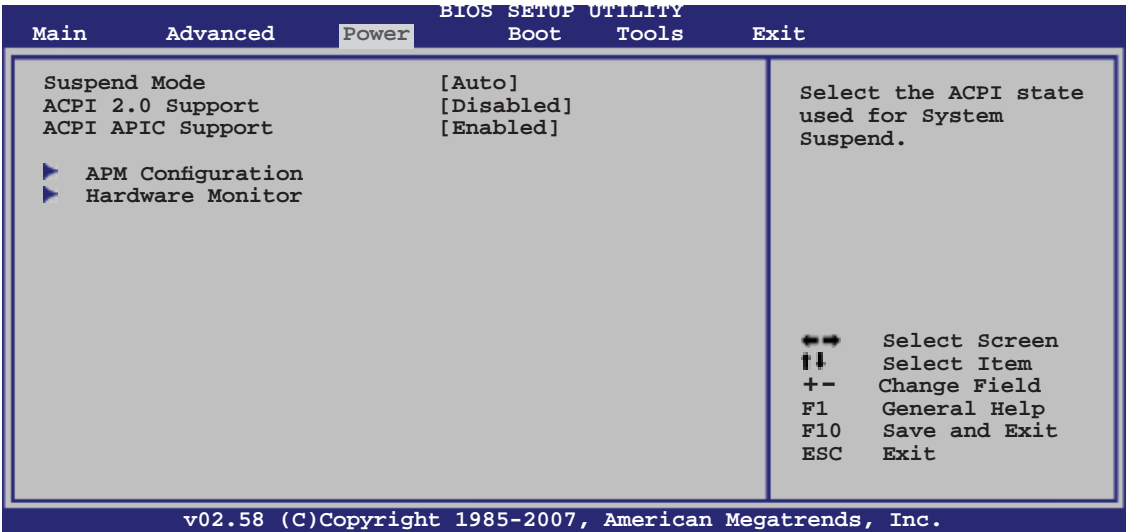 BIOS SETUP UTILITY
Main Advanced Power Boot Tools Exit
Suspend Mode [Auto]
ACPI 2.0 Support [Disabled]
ACPI APIC Support [Enabled]
APM Configuration
Hardware Monitor
Select the ACPI state
used for System
Suspend.
Select Screen
Select Item
+- Change Field
F1 General Help
F10 Save and Exit
ESC Exit
v02.58 (C)Copyright 1985-2007, American Megatrends, Inc.